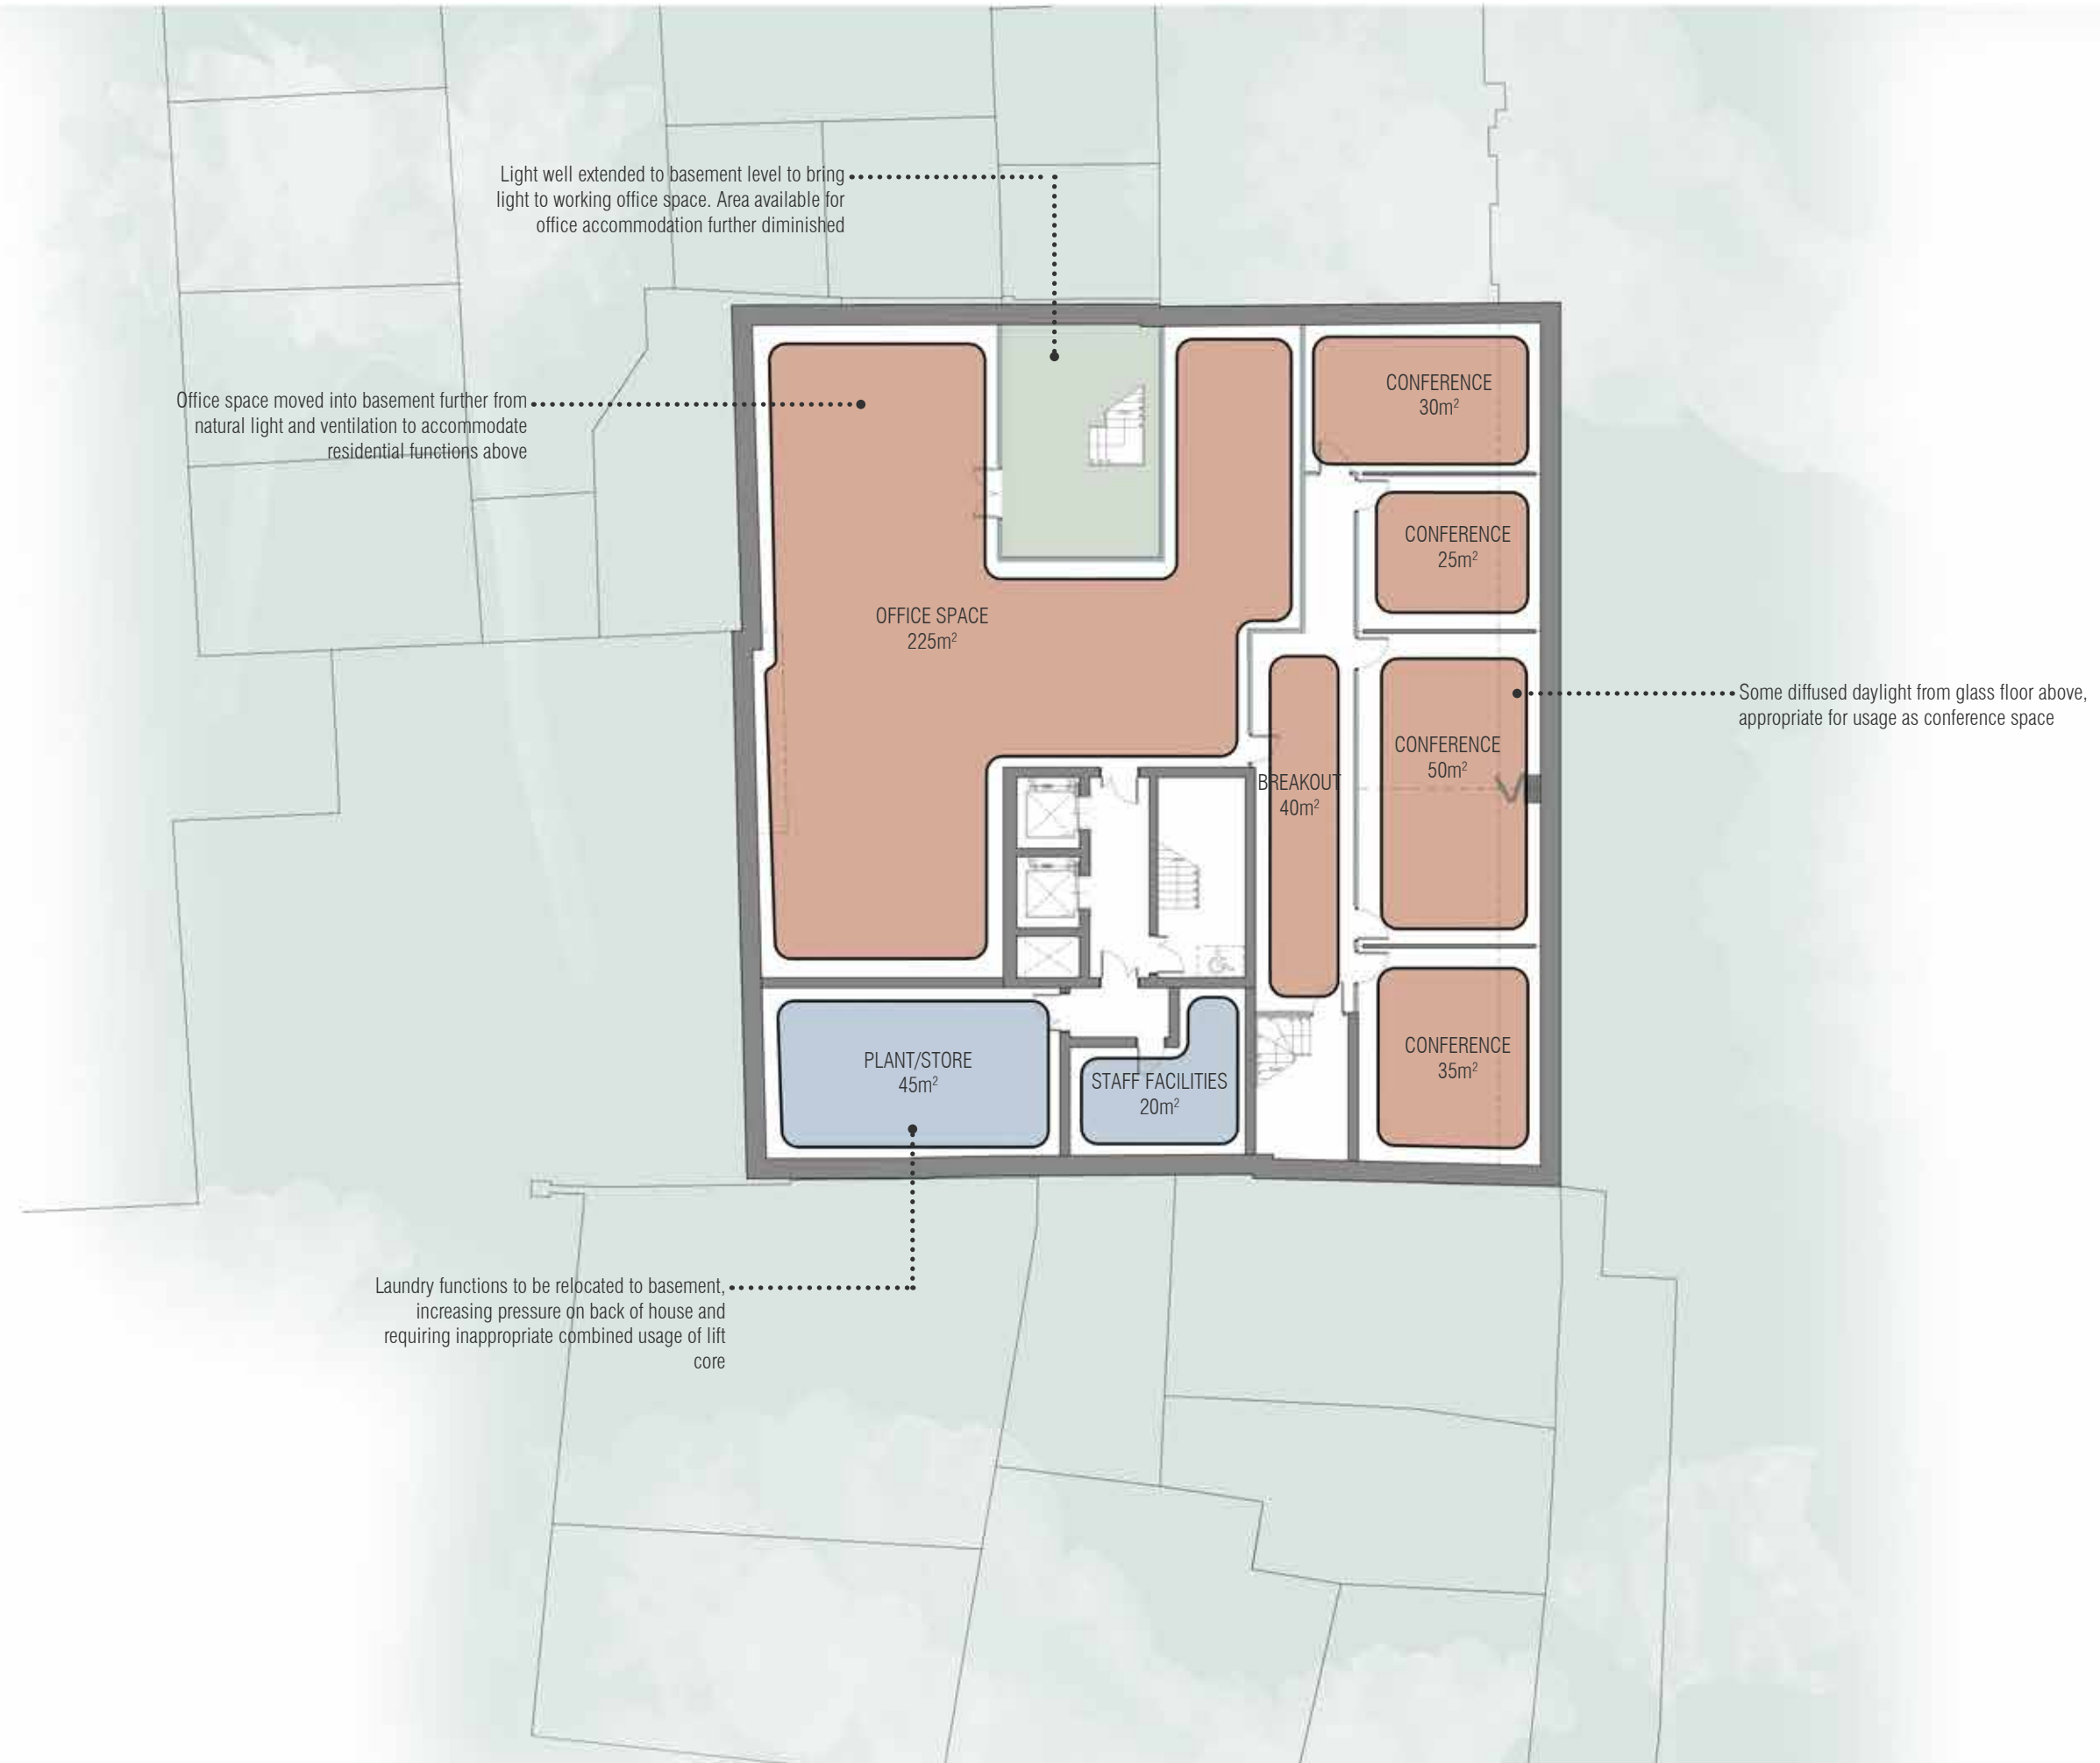 Light well extended to basement level to bring
light to working office space. Area available for
office accommodation further diminished
Office space moved into basement further from
natural light and ventilation to accommodate
residential functions above
CONFERENCE
30m²
CONFERENCE
25m²
OFFICE SPACE
225m²
Some diffused daylight from glass floor above,
appropriate for usage as conference space
CONFERENCE
50m²
BREAKOUT
40m²
CONFERENCE
35m²
PLANT/STORE
45m²
STAFF FACILITIES
20m²
Laundry functions to be relocated to basement,
increasing pressure on back of house and
requiring inappropriate combined usage of lift
core